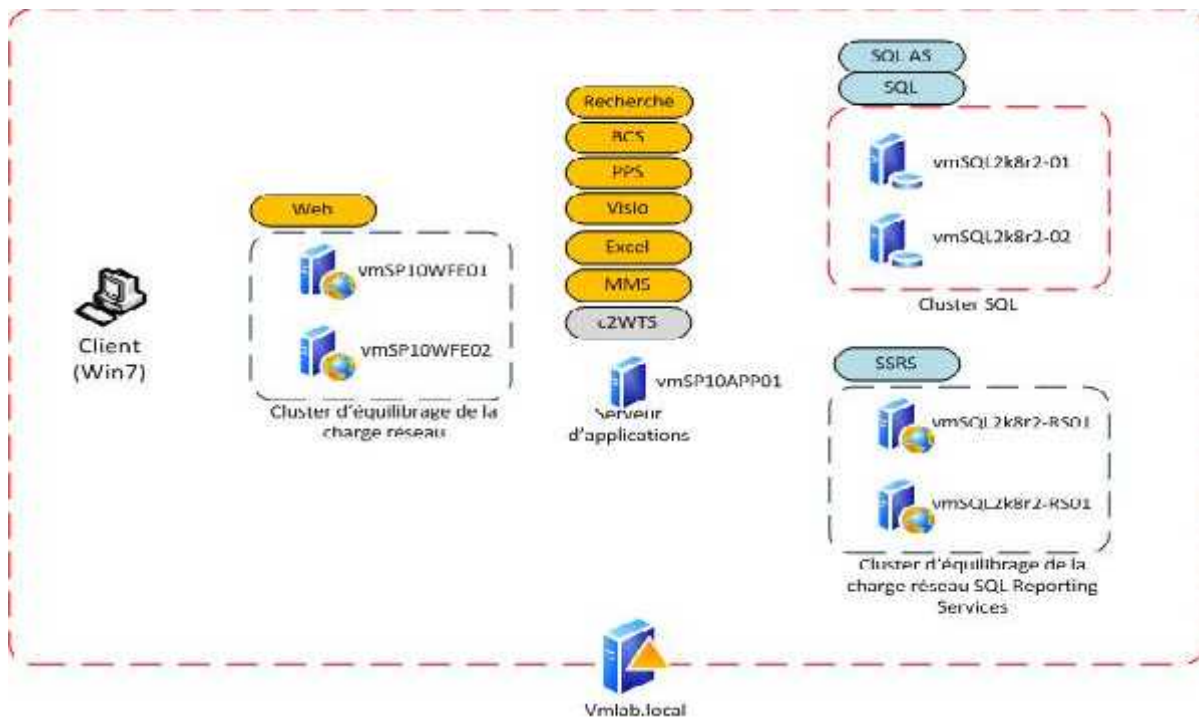 SQL AS
SQL
vmSQL2k8r2-01
vmSQL2k8r2-02
Cluster SQL
Recherche
BCS
PPS
Visio
Excel
MMS
c2WTS
vmSP10APP01
Serveur
d'applications
Web
vmSP10WFE01
vmSP10WFE02
Cluster d'équilibrage de la
charge réseau
Client
(Win7)
SSRS
vmSQL2k8r2-RS01
vmSQL2k8r2-RS01
Cluster d'équilibrage de la
charge réseau SQL Reporting
Services
Vmlab.local